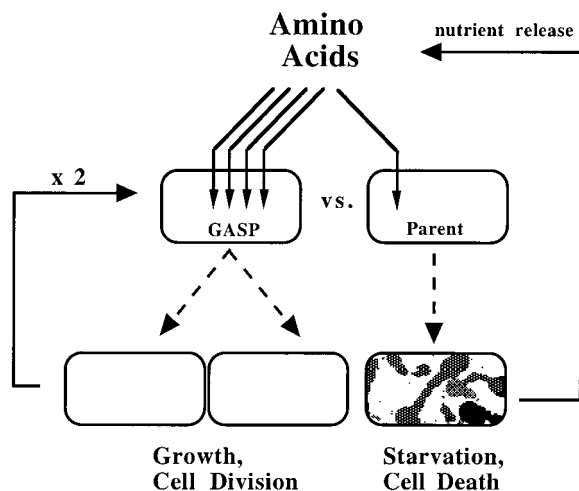 Amino
Acids
nutrient release
x 2
GASP
vs.
Parent
Growth,
Cell Division
Starvation,
Cell Death